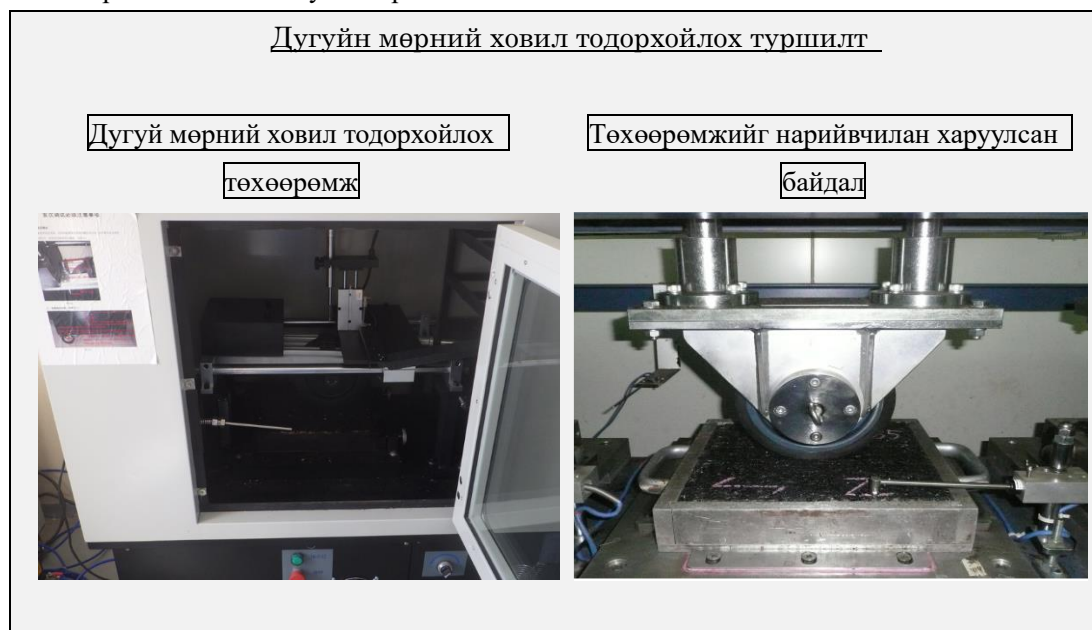 Дугуйн мөрний ховил тодорхойлох туршилт
Дугуй мөрний ховил тодорхойлох
төхөөрөмж
Төхөөрөмжийг нарийвчилан харуулсан
байдал